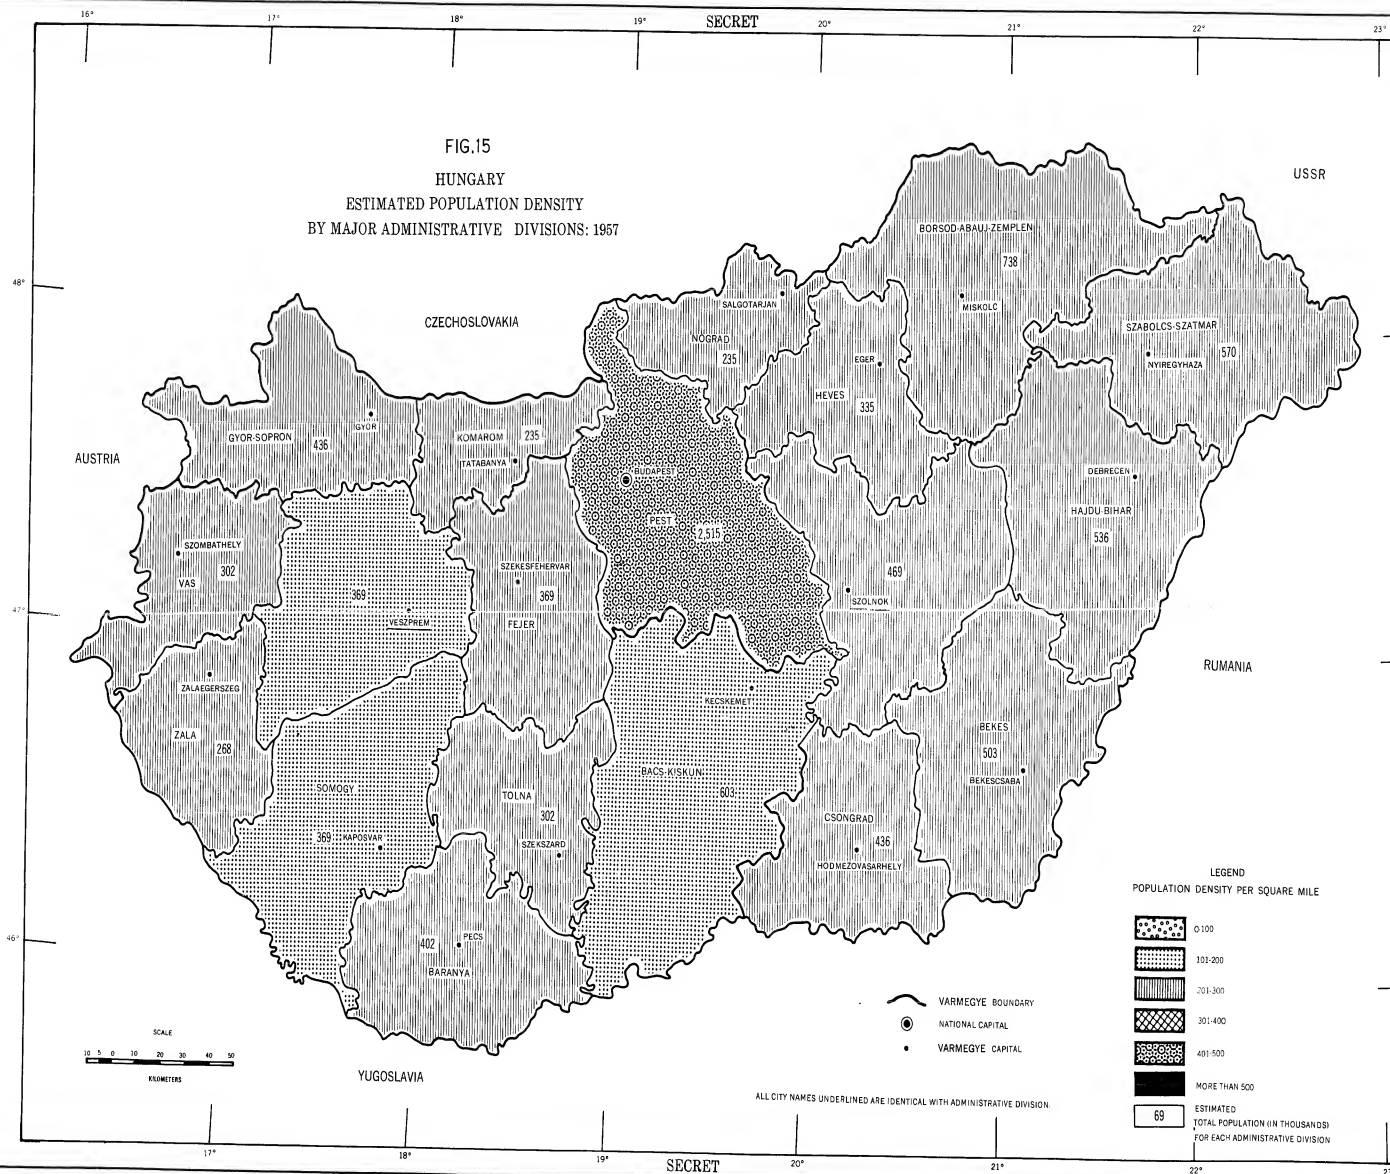 SECRET
16° 17° 18° 19° 20° 21° 22° 23°
FIG.15
HUNGARY
ESTIMATED POPULATION DENSITY
BY MAJOR ADMINISTRATIVE DIVISIONS: 1957
USSR
48°
CZECHOSLOVAKIA
BORSOD-ABAUJ-ZEMPLEN
738
MISKOLC
SALGOTARJAN
NOGRAD
235
SZABOLCS-SZATMAR
570
NYIREGYHAZA
EGER
HEVES
335
GYOR-SOPRON
436
GYOR
KOMAROM
235
TATABANYA
AUSTRIA
BUDAPEST
PEST
2,515
DEBRECEN
HAJDU-BIHAR
536
SZOMBATHELY
VAS
302
369
VESZPREM
SZEKESFEHERVAR
369
FEJER
469
SZOLNOK
47°
RUMANIA
ZALAEGERSZEG
ZALA
268
KECSKEMET
BACS-KISKUN
603
BEKES
503
BEKESCSABA
SOMOGY
369 KAPOSVAR
TOLNA
302
SZEKSZARD
CSONGRAD
436
HODMEZOVASARHELY
46°
402
PECS
BARANYA
LEGEND
POPULATION DENSITY PER SQUARE MILE
0-100
101-200
201-300
301-400
401-500
MORE THAN 500
69
ESTIMATED
TOTAL POPULATION (IN THOUSANDS)
FOR EACH ADMINISTRATIVE DIVISION
VARMEGYE BOUNDARY
NATIONAL CAPITAL
VARMEGYE CAPITAL
SCALE
10 5 0 10 20 30 40 50
KILOMETERS
YUGOSLAVIA
ALL CITY NAMES UNDERLINED ARE IDENTICAL WITH ADMINISTRATIVE DIVISION.
17° 18° 19° 20° 21° 22°
SECRET